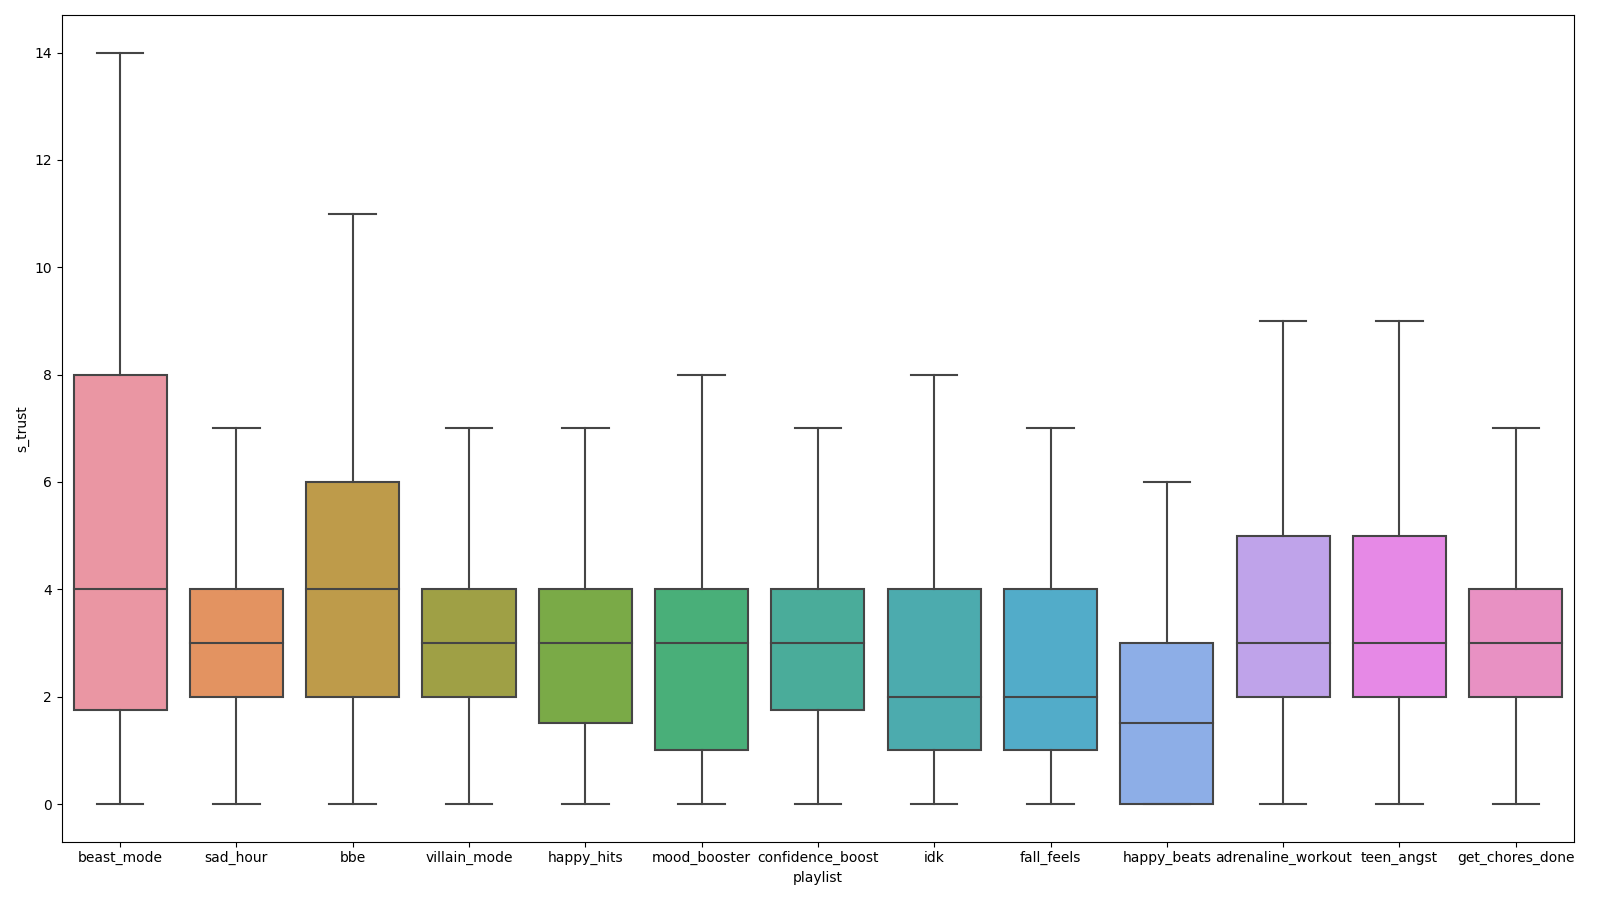 14
12
10
8
6
4
2
0
s_trust
beast_mode sad_hour bbe villain_mode happy_hits mood_booster confidence_boost idk fall_feels happy_beats adrenaline_workout teen_angst get_chores_done
playlist